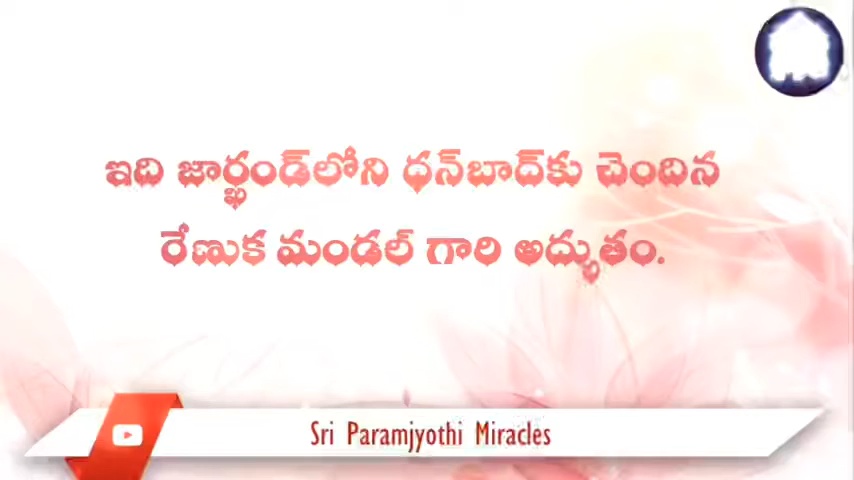 ఇది జార్ఖండ్‌లోని ధన్‌బాద్‌కు చెందిన
రేణుక మండల్ గారి అద్భుతం.
Sri Paramjyothi Miracles